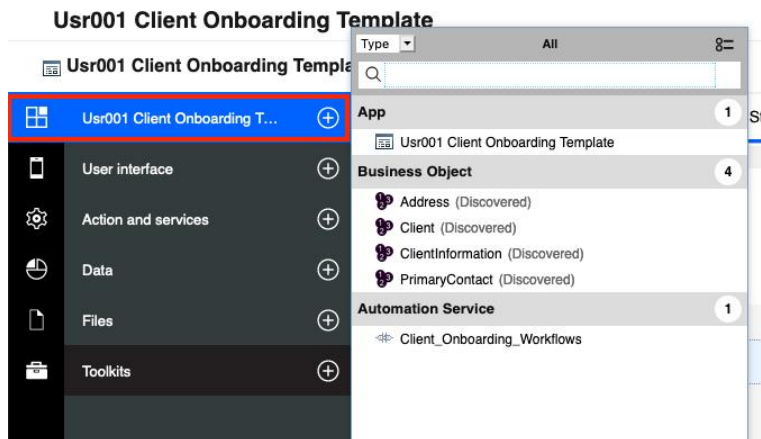 Usr001 Client Onboarding Template
Usr001 Client Onboarding Templa
Type
All
Usr001 Client Onboarding T...
User interface
Action and services
Data
Files
Toolkits
App 1
Usr001 Client Onboarding Template
Business Object 4
Address (Discovered)
Client (Discovered)
ClientInformation (Discovered)
PrimaryContact (Discovered)
Automation Service 1
Client_Onboarding_Workflows